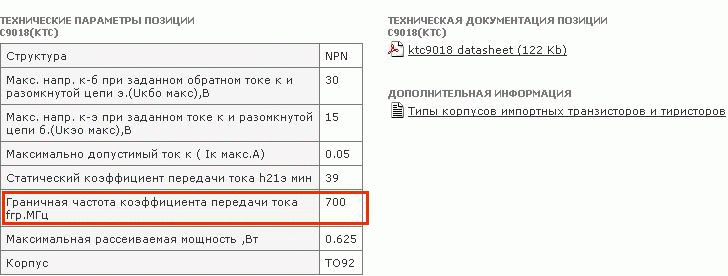 ТЕХНИЧЕСКИЕ ПАРАМЕТРЫ ПОЗИЦИИ
C9018(KTC)
Структура NPN
Макс. напр. к-б при заданном обратном токе к и
разомкнутой цепи э.(Uкбо макс),В 30
Макс. напр. к-э при заданном токе к и разомкнутой
цепи б.(Uкэо макс),В 15
Максимально допустимый ток к ( Iк макс.А) 0.05
Статический коэффициент передачи тока h21э мин 39
Граничная частота коэффициента передачи тока
fгр.МГц 700
Максимальная рассеиваемая мощность ,Вт 0.625
Корпус TO92
ТЕХНИЧЕСКАЯ ДОКУМЕНТАЦИЯ ПОЗИЦИИ
C9018(KTC)
ktc9018 datasheet (122 Kb)
ДОПОЛНИТЕЛЬНАЯ ИНФОРМАЦИЯ
Типы корпусов импортных транзисторов и тиристоров